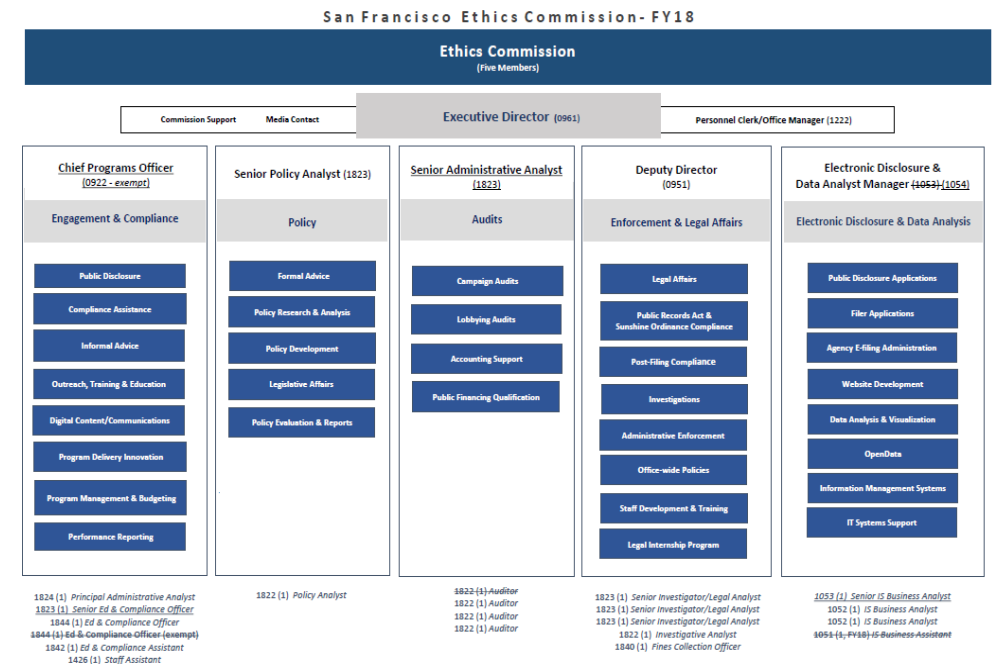 San Francisco Ethics Commission- FY18
Ethics Commission
(Five Members)
Commission Support Media Contact
Executive Director (0961)
Personnel Clerk/Office Manager (1222)
Chief Programs Officer
(0922 - exempt)
Engagement & Compliance
Public Disclosure
Compliance Assistance
Informal Advice
Outreach, Training & Education
Digital Content/Communications
Program Delivery Innovation
Program Management & Budgeting
Performance Reporting
1824 (1) Principal Administrative Analyst
1823 (1) Senior Ed & Compliance Officer
1844 (1) Ed & Compliance Officer
1844 (1) Ed & Compliance Officer (exempt)
1842 (1) Ed & Compliance Assistant
1426 (1) Staff Assistant
Senior Policy Analyst (1823)
Policy
Formal Advice
Policy Research & Analysis
Policy Development
Legislative Affairs
Policy Evaluation & Reports
1822 (1) Policy Analyst
Senior Administrative Analyst
(1823)
Audits
Campaign Audits
Lobbying Audits
Accounting Support
Public Financing Qualification
1822 (1) Auditor
1822 (1) Auditor
1822 (1) Auditor
1822 (1) Auditor
Deputy Director
(0951)
Enforcement & Legal Affairs
Legal Affairs
Public Records Act &
Sunshine Ordinance Compliance
Post-Filing Compliance
Investigations
Administrative Enforcement
Office-wide Policies
Staff Development & Training
Legal Internship Program
1823 (1) Senior Investigator/Legal Analyst
1823 (1) Senior Investigator/Legal Analyst
1823 (1) Senior Investigator/Legal Analyst
1822 (1) Investigative Analyst
1840 (1) Fines Collection Officer
Electronic Disclosure &
Data Analyst Manager (1053) (1054)
Electronic Disclosure & Data Analysis
Public Disclosure Applications
Filer Applications
Agency E-filing Administration
Website Development
Data Analysis & Visualization
OpenData
Information Management Systems
IT Systems Support
1053 (1) Senior IS Business Analyst
1052 (1) IS Business Analyst
1052 (1) IS Business Analyst
1051 (1, FY18) IS Business Assistant